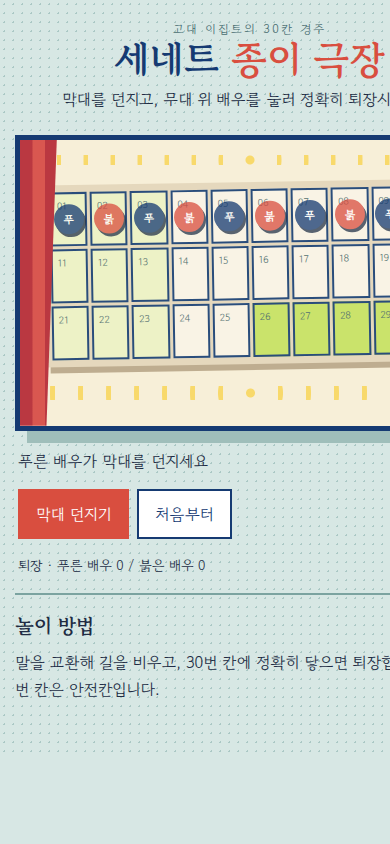 고대 이집트의 30칸 경주
세네트 종이 극장
막대를 던지고, 무대 위 배우를 눌러 정확히 퇴장시
01 02 03 04 05 06 07 08 09
푸 붉 푸 붉 푸 붉 푸 붉 푸
11 12 13 14 15 16 17 18 19
21 22 23 24 25 26 27 28 29
푸른 배우가 막대를 던지세요
막대 던지기 처음부터
퇴장 · 푸른 배우 0 / 붉은 배우 0
놀이 방법
말을 교환해 길을 비우고, 30번 칸에 정확히 닿으면 퇴장합
번 칸은 안전칸입니다.